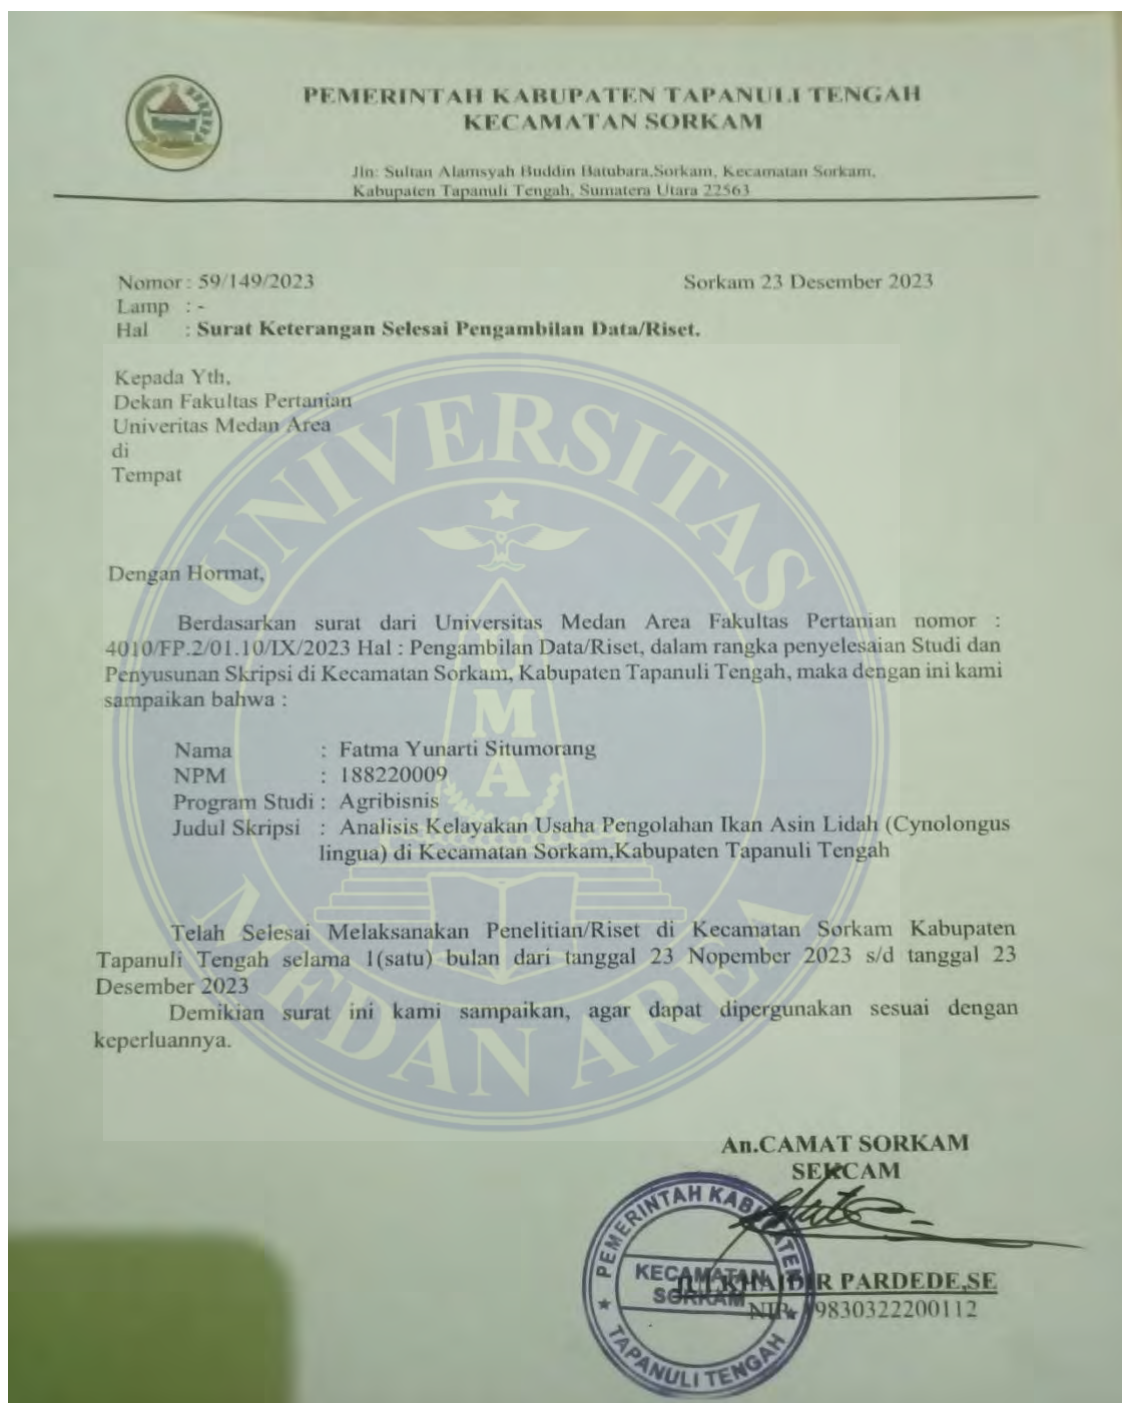 PEMERINTAH KABUPATEN TAPANULI TENGAH
KECAMATAN SORKAM
Jln: Sultan Alamsyah Buddin Batubara,Sorkam, Kecamatan Sorkam,
Kabupaten Tapanuli Tengah, Sumatera Utara 22563
Nomor : 59/149/2023 Sorkam 23 Desember 2023
Lamp : -
Hal : Surat Keterangan Selesai Pengambilan Data/Riset.
Kepada Yth,
Dekan Fakultas Pertanian
Univeritas Medan Area
di
Tempat
Dengan Hormat,
Berdasarkan surat dari Universitas Medan Area Fakultas Pertanian nomor :
4010/FP.2/01.10/IX/2023 Hal : Pengambilan Data/Riset, dalam rangka penyelesaian Studi dan
Penyusunan Skripsi di Kecamatan Sorkam, Kabupaten Tapanuli Tengah, maka dengan ini kami
sampaikan bahwa :
Nama : Fatma Yunarti Situmorang
NPM : 188220009
Program Studi : Agribisnis
Judul Skripsi : Analisis Kelayakan Usaha Pengolahan Ikan Asin Lidah (Cynolongus
lingua) di Kecamatan Sorkam,Kabupaten Tapanuli Tengah
Telah Selesai Melaksanakan Penelitian/Riset di Kecamatan Sorkam Kabupaten
Tapanuli Tengah selama 1(satu) bulan dari tanggal 23 Nopember 2023 s/d tanggal 23
Desember 2023
Demikian surat ini kami sampaikan, agar dapat dipergunakan sesuai dengan
keperluannya.
UNIVERSITAS
UMA
MEDAN AREA
An.CAMAT SORKAM
SEKCAM
PEMERINTAH KABUPATEN
KECAMATAN
SORKAM
TAPANULI TENGAH
PARDEDE,SE
NIP.